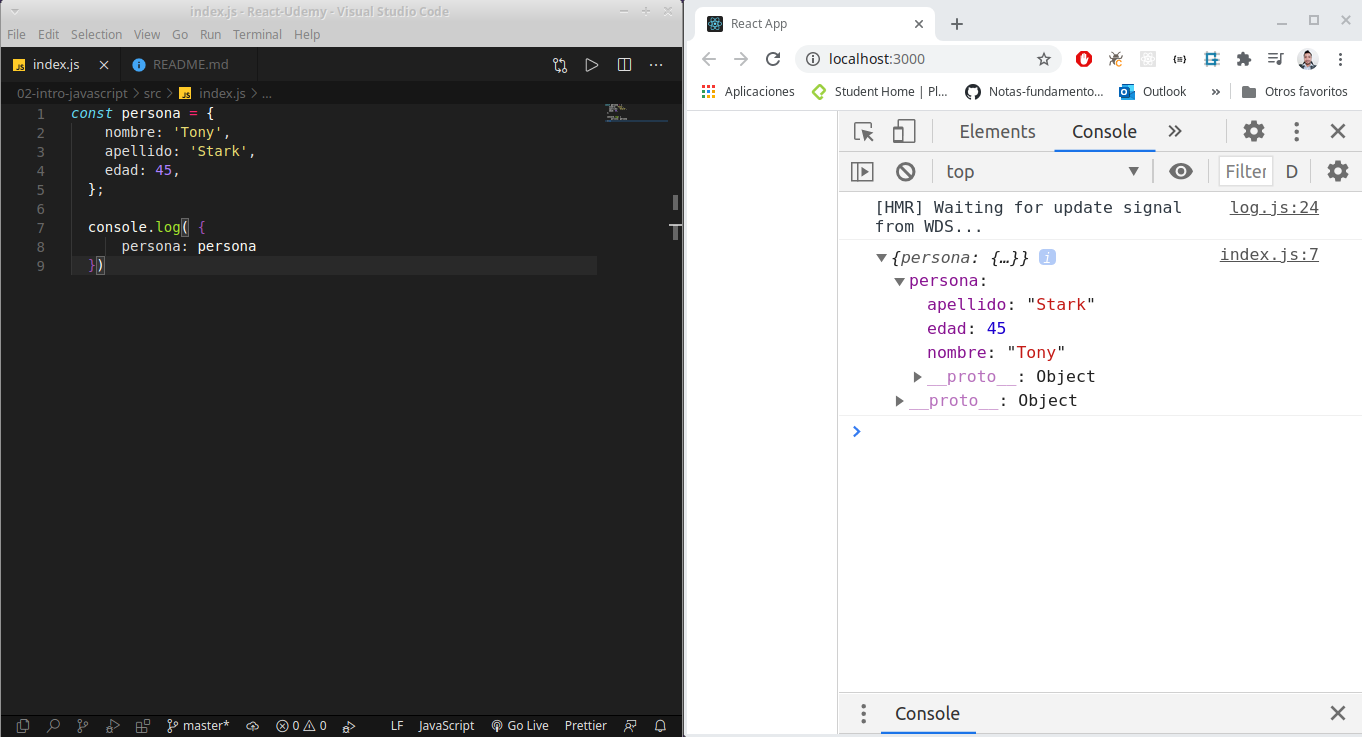 index.js - React-Udemy - Visual Studio Code
File Edit Selection View Go Run Terminal Help
JS index.js README.md
02-intro-javascript > src > JS index.js > ...
1 const persona = {
2 nombre: 'Tony',
3 apellido: 'Stark',
4 edad: 45,
5 };
6
7 console.log( {
8 persona: persona
9 })
master* 0 0 LF JavaScript Go Live Prettier
React App
localhost:3000
Aplicaciones Student Home | Pl... Notas-fundamento... Outlook » Otros favoritos
Elements Console »
top ▼ Filter D
[HMR] Waiting for update signal log.js:24
from WDS...
▼{persona: {…}} i index.js:7
▼persona:
apellido: "Stark"
edad: 45
nombre: "Tony"
▶__proto__: Object
▶__proto__: Object
>
Console